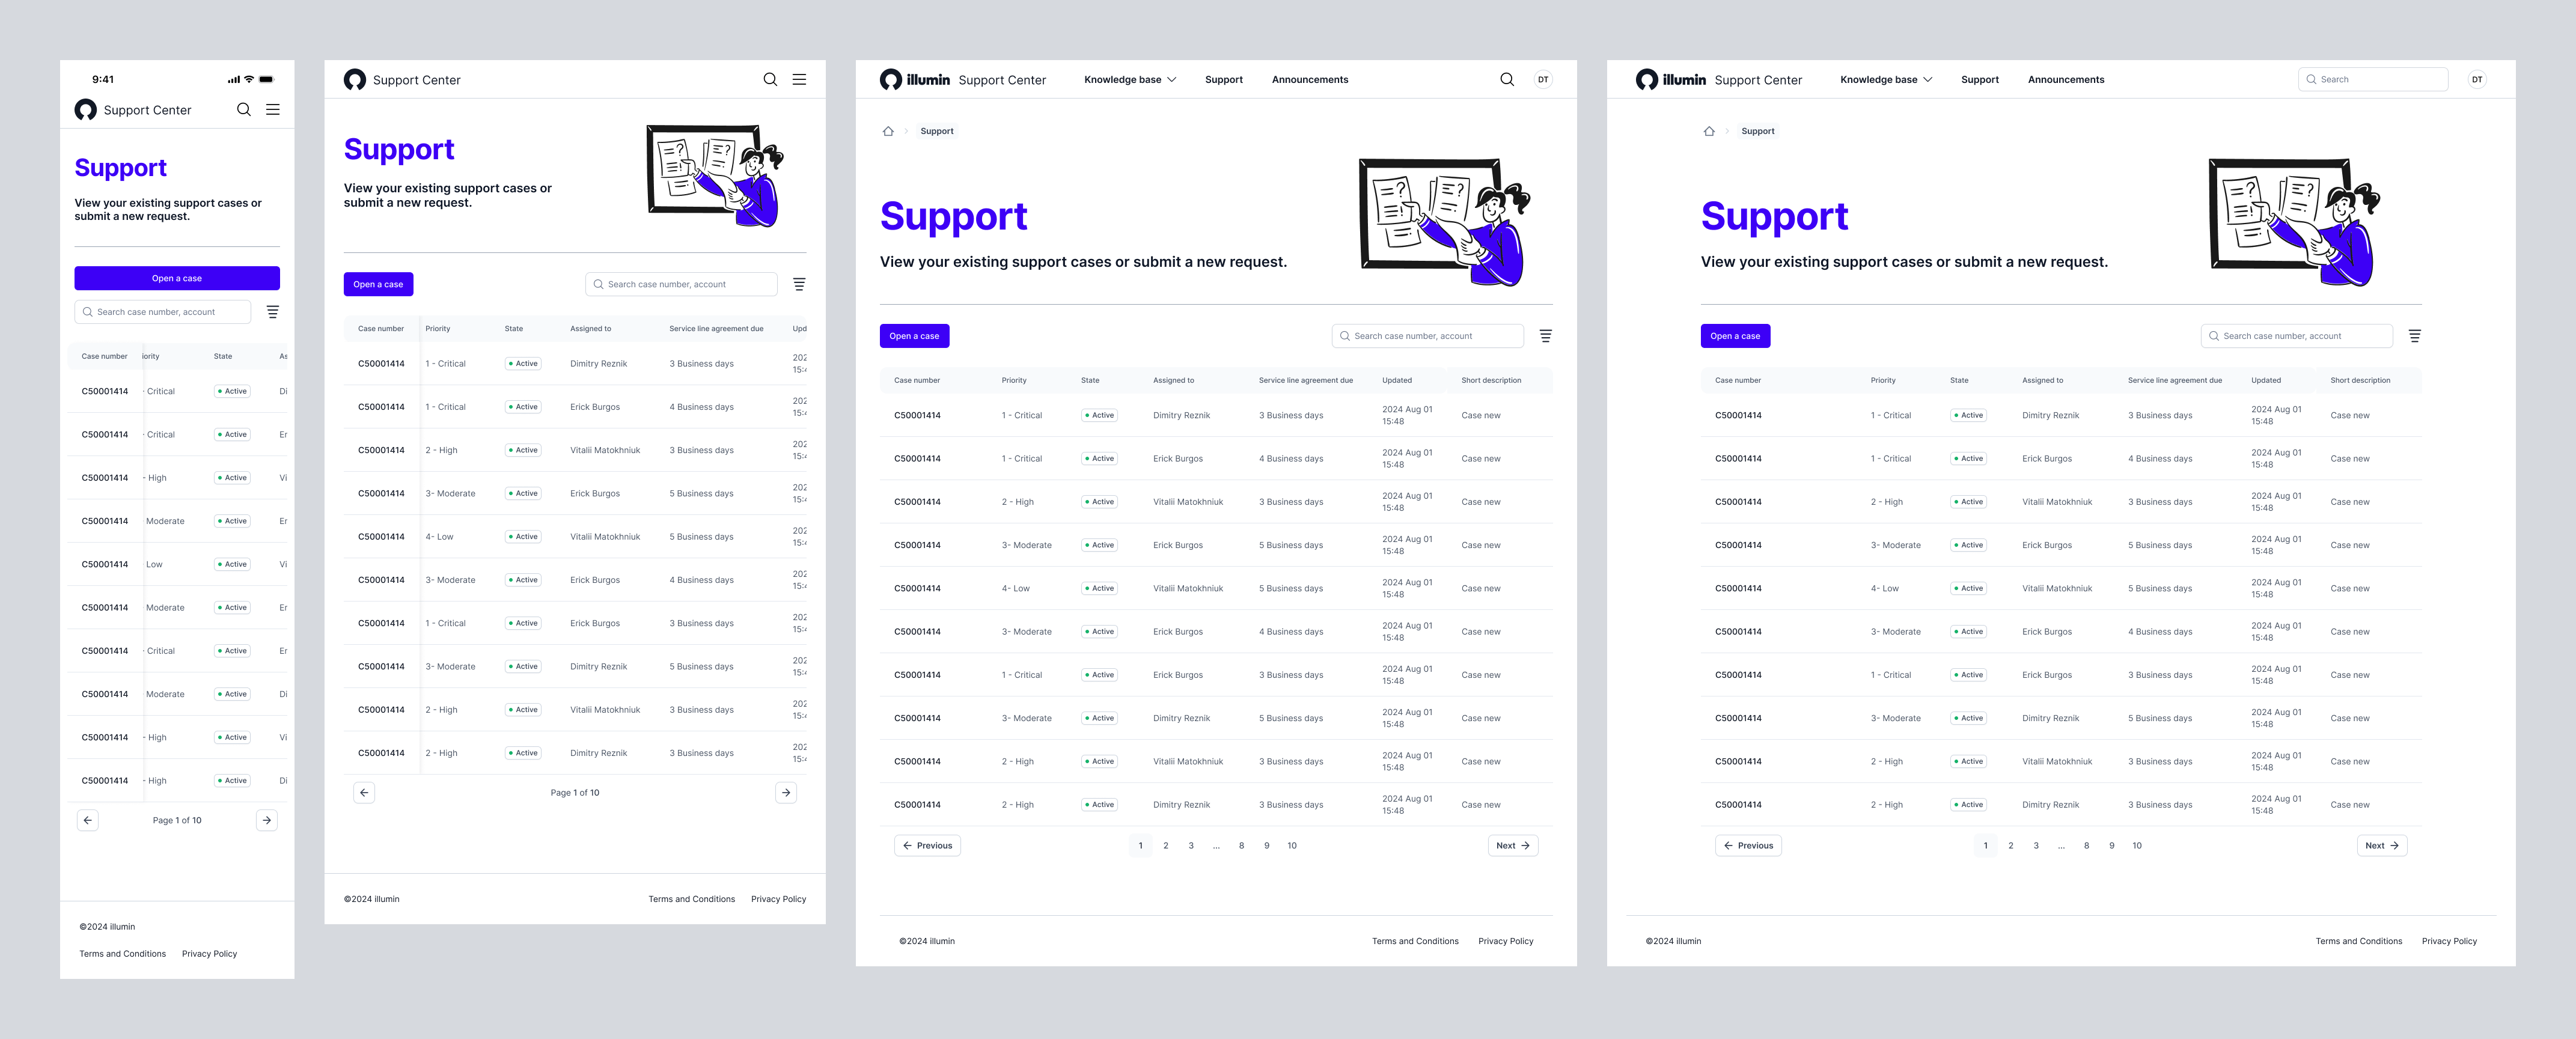 9:41
Support Center
Support
View your existing support cases or
submit a new request.
Open a case
Search case number, account
Case number iority State As
C50001414 - Critical Active Di
C50001414 - Critical Active Er
C50001414 - High Active Vi
C50001414 Moderate Active Er
C50001414 Low Active Vi
C50001414 Moderate Active Er
C50001414 - Critical Active Er
C50001414 Moderate Active Di
C50001414 - High Active Vi
C50001414 - High Active Di
Page 1 of 10
©2024 illumin
Terms and Conditions Privacy Policy
Support Center
Support
View your existing support cases or
submit a new request.
Open a case
Search case number, account
Case number Priority State Assigned to Service line agreement due Upd
C50001414 1 - Critical Active Dimitry Reznik 3 Business days 202
15:4
C50001414 1 - Critical Active Erick Burgos 4 Business days 202
15:4
C50001414 2 - High Active Vitalii Matokhniuk 3 Business days 202
15:4
C50001414 3- Moderate Active Erick Burgos 5 Business days 202
15:4
C50001414 4- Low Active Vitalii Matokhniuk 5 Business days 202
15:4
C50001414 3- Moderate Active Erick Burgos 4 Business days 202
15:4
C50001414 1 - Critical Active Erick Burgos 3 Business days 202
15:4
C50001414 3- Moderate Active Dimitry Reznik 5 Business days 202
15:4
C50001414 2 - High Active Vitalii Matokhniuk 3 Business days 202
15:4
C50001414 2 - High Active Dimitry Reznik 3 Business days 202
15:4
Page 1 of 10
©2024 illumin Terms and Conditions Privacy Policy
illumin Support Center Knowledge base Support Announcements DT
Support
Support
View your existing support cases or submit a new request.
Open a case Search case number, account
Case number Priority State Assigned to Service line agreement due Updated Short description
C50001414 1 - Critical Active Dimitry Reznik 3 Business days 2024 Aug 01 Case new
15:48
C50001414 1 - Critical Active Erick Burgos 4 Business days 2024 Aug 01 Case new
15:48
C50001414 2 - High Active Vitalii Matokhniuk 3 Business days 2024 Aug 01 Case new
15:48
C50001414 3- Moderate Active Erick Burgos 5 Business days 2024 Aug 01 Case new
15:48
C50001414 4- Low Active Vitalii Matokhniuk 5 Business days 2024 Aug 01 Case new
15:48
C50001414 3- Moderate Active Erick Burgos 4 Business days 2024 Aug 01 Case new
15:48
C50001414 1 - Critical Active Erick Burgos 3 Business days 2024 Aug 01 Case new
15:48
C50001414 3- Moderate Active Dimitry Reznik 5 Business days 2024 Aug 01 Case new
15:48
C50001414 2 - High Active Vitalii Matokhniuk 3 Business days 2024 Aug 01 Case new
15:48
C50001414 2 - High Active Dimitry Reznik 3 Business days 2024 Aug 01 Case new
15:48
Previous 1 2 3 ... 8 9 10 Next
©2024 illumin Terms and Conditions Privacy Policy
illumin Support Center Knowledge base Support Announcements Search DT
Support
Support
View your existing support cases or submit a new request.
Open a case Search case number, account
Case number Priority State Assigned to Service line agreement due Updated Short description
C50001414 1 - Critical Active Dimitry Reznik 3 Business days 2024 Aug 01 Case new
15:48
C50001414 1 - Critical Active Erick Burgos 4 Business days 2024 Aug 01 Case new
15:48
C50001414 2 - High Active Vitalii Matokhniuk 3 Business days 2024 Aug 01 Case new
15:48
C50001414 3- Moderate Active Erick Burgos 5 Business days 2024 Aug 01 Case new
15:48
C50001414 4- Low Active Vitalii Matokhniuk 5 Business days 2024 Aug 01 Case new
15:48
C50001414 3- Moderate Active Erick Burgos 4 Business days 2024 Aug 01 Case new
15:48
C50001414 1 - Critical Active Erick Burgos 3 Business days 2024 Aug 01 Case new
15:48
C50001414 3- Moderate Active Dimitry Reznik 5 Business days 2024 Aug 01 Case new
15:48
C50001414 2 - High Active Vitalii Matokhniuk 3 Business days 2024 Aug 01 Case new
15:48
C50001414 2 - High Active Dimitry Reznik 3 Business days 2024 Aug 01 Case new
15:48
Previous 1 2 3 ... 8 9 10 Next
©2024 illumin Terms and Conditions Privacy Policy